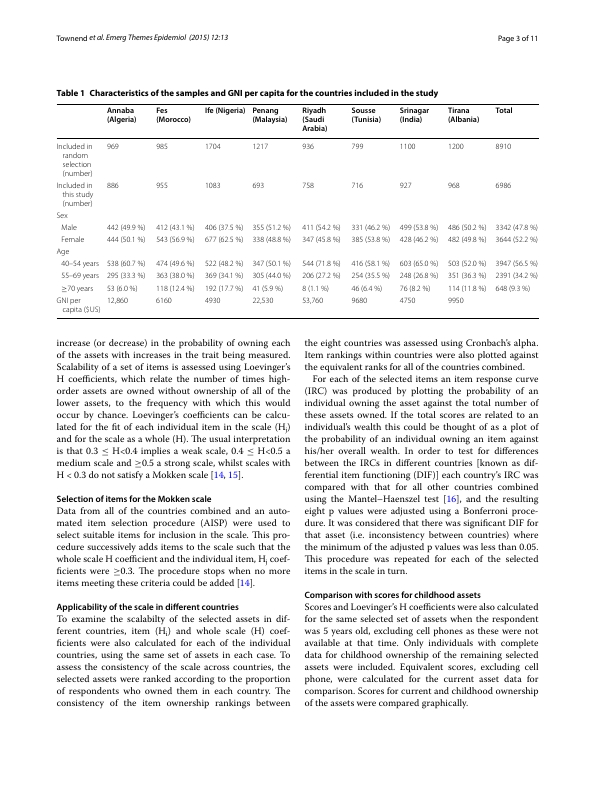 Townend et al. Emerg Themes Epidemiol (2015) 12:13
Page 3 of 11
Table 1 Characteristics of the samples and GNI per capita for the countries included in the study
Annaba (Algeria) Fes (Morocco) Ife (Nigeria) Penang (Malaysia) Riyadh (Saudi Arabia) Sousse (Tunisia) Srinagar (India) Tirana (Albania) Total
Included in random selection (number) 969 985 1704 1217 936 799 1100 1200 8910
Included in this study (number) 886 955 1083 693 758 716 927 968 6986
Sex
Male 442 (49.9 %) 412 (43.1 %) 406 (37.5 %) 355 (51.2 %) 411 (54.2 %) 331 (46.2 %) 499 (53.8 %) 486 (50.2 %) 3342 (47.8 %)
Female 444 (50.1 %) 543 (56.9 %) 677 (62.5 %) 338 (48.8 %) 347 (45.8 %) 385 (53.8 %) 428 (46.2 %) 482 (49.8 %) 3644 (52.2 %)
Age
40–54 years 538 (60.7 %) 474 (49.6 %) 522 (48.2 %) 347 (50.1 %) 544 (71.8 %) 416 (58.1 %) 603 (65.0 %) 503 (52.0 %) 3947 (56.5 %)
55–69 years 295 (33.3 %) 363 (38.0 %) 369 (34.1 %) 305 (44.0 %) 206 (27.2 %) 254 (35.5 %) 248 (26.8 %) 351 (36.3 %) 2391 (34.2 %)
≥70 years 53 (6.0 %) 118 (12.4 %) 192 (17.7 %) 41 (5.9 %) 8 (1.1 %) 46 (6.4 %) 76 (8.2 %) 114 (11.8 %) 648 (9.3 %)
GNI per capita ($US) 12,860 6160 4930 22,530 53,760 9680 4750 9950
increase (or decrease) in the probability of owning each
of the assets with increases in the trait being measured.
Scalability of a set of items is assessed using Loevinger's
H coefficients, which relate the number of times high-
order assets are owned without ownership of all of the
lower assets, to the frequency with which this would
occur by chance. Loevinger's coefficients can be calcu-
lated for the fit of each individual item in the scale (Hi)
and for the scale as a whole (H). The usual interpretation
is that 0.3 ≤ H<0.4 implies a weak scale, 0.4 ≤ H<0.5 a
medium scale and ≥0.5 a strong scale, whilst scales with
H < 0.3 do not satisfy a Mokken scale [14, 15].
Selection of items for the Mokken scale
Data from all of the countries combined and an auto-
mated item selection procedure (AISP) were used to
select suitable items for inclusion in the scale. This pro-
cedure successively adds items to the scale such that the
whole scale H coefficient and the individual item, Hi coef-
ficients were ≥0.3. The procedure stops when no more
items meeting these criteria could be added [14].
Applicability of the scale in different countries
To examine the scalabilty of the selected assets in dif-
ferent countries, item (Hi) and whole scale (H) coef-
ficients were also calculated for each of the individual
countries, using the same set of assets in each case. To
assess the consistency of the scale across countries, the
selected assets were ranked according to the proportion
of respondents who owned them in each country. The
consistency of the item ownership rankings between
the eight countries was assessed using Cronbach's alpha.
Item rankings within countries were also plotted against
the equivalent ranks for all of the countries combined.
For each of the selected items an item response curve
(IRC) was produced by plotting the probability of an
individual owning the asset against the total number of
these assets owned. If the total scores are related to an
individual's wealth this could be thought of as a plot of
the probability of an individual owning an item against
his/her overall wealth. In order to test for differences
between the IRCs in different countries [known as dif-
ferential item functioning (DIF)] each country's IRC was
compared with that for all other countries combined
using the Mantel–Haenszel test [16], and the resulting
eight p values were adjusted using a Bonferroni proce-
dure. It was considered that there was significant DIF for
that asset (i.e. inconsistency between countries) where
the minimum of the adjusted p values was less than 0.05.
This procedure was repeated for each of the selected
items in the scale in turn.
Comparison with scores for childhood assets
Scores and Loevinger's H coefficients were also calculated
for the same selected set of assets when the respondent
was 5 years old, excluding cell phones as these were not
available at that time. Only individuals with complete
data for childhood ownership of the remaining selected
assets were included. Equivalent scores, excluding cell
phone, were calculated for the current asset data for
comparison. Scores for current and childhood ownership
of the assets were compared graphically.